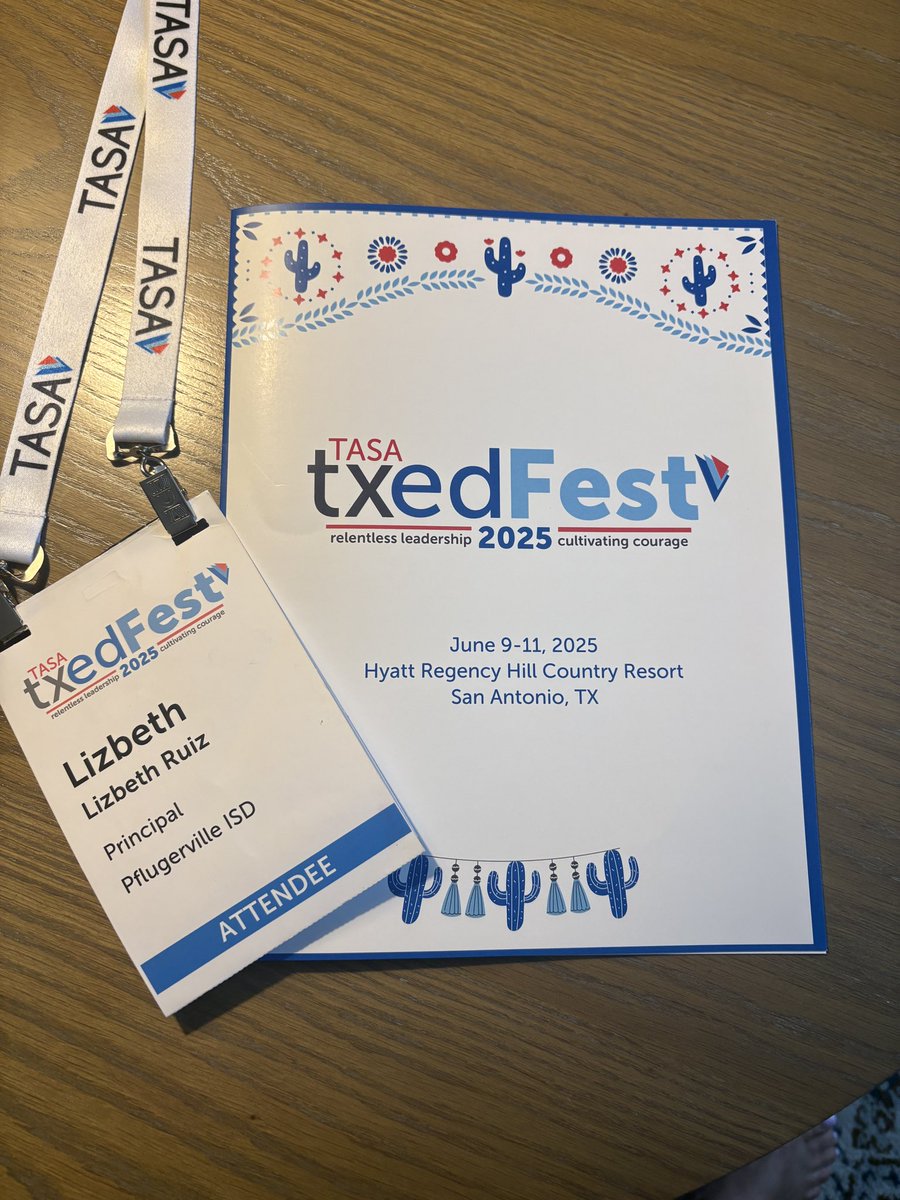 TASA
TASA
TASA
TASA
TASA
txedFest
relentless leadership 2025 cultivating courage
June 9-11, 2025
Hyatt Regency Hill Country Resort
San Antonio, TX
TASA
txedFest
relentless leadership 2025 cultivating courage
Lizbeth
Lizbeth Ruiz
Principal
Pflugerville ISD
ATTENDEE